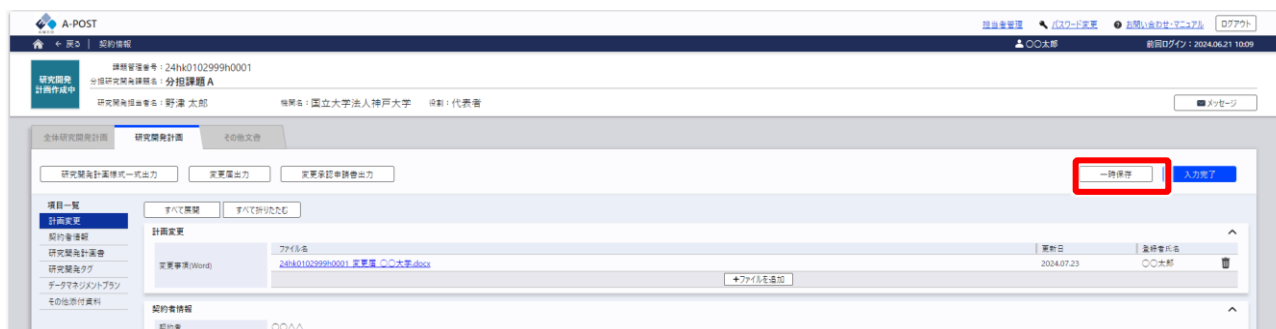 A-POST
担当者管理 パスワード変更 お問い合わせ・マニュアル ログアウト
← 戻る | 契約情報 〇〇太郎 前回ログイン：2024.06.21 10:09
研究開発
計画作成中
課題管理番号：24hk0102999h0001
分担研究開発課題名：分担課題 A
研究開発担当者名：野津 太郎 機関名：国立大学法人神戸大学 役割：代表者
メッセージ
全体研究開発計画 研究開発計画 その他文書
研究開発計画様式一式出力 変更届出力 変更承認申請書出力 一時保存 入力完了
項目一覧
計画変更
契約者情報
研究開発計画書
研究開発タグ
データマネジメントプラン
その他添付資料
すべて展開 すべて折りたたむ
計画変更
ファイル名 更新日 登録者氏名
変更事項(Word) 24hk0102999h0001_変更届_〇〇大学.docx 2024.07.23 〇〇太郎
+ファイルを追加
契約者情報
契約者 〇〇△△